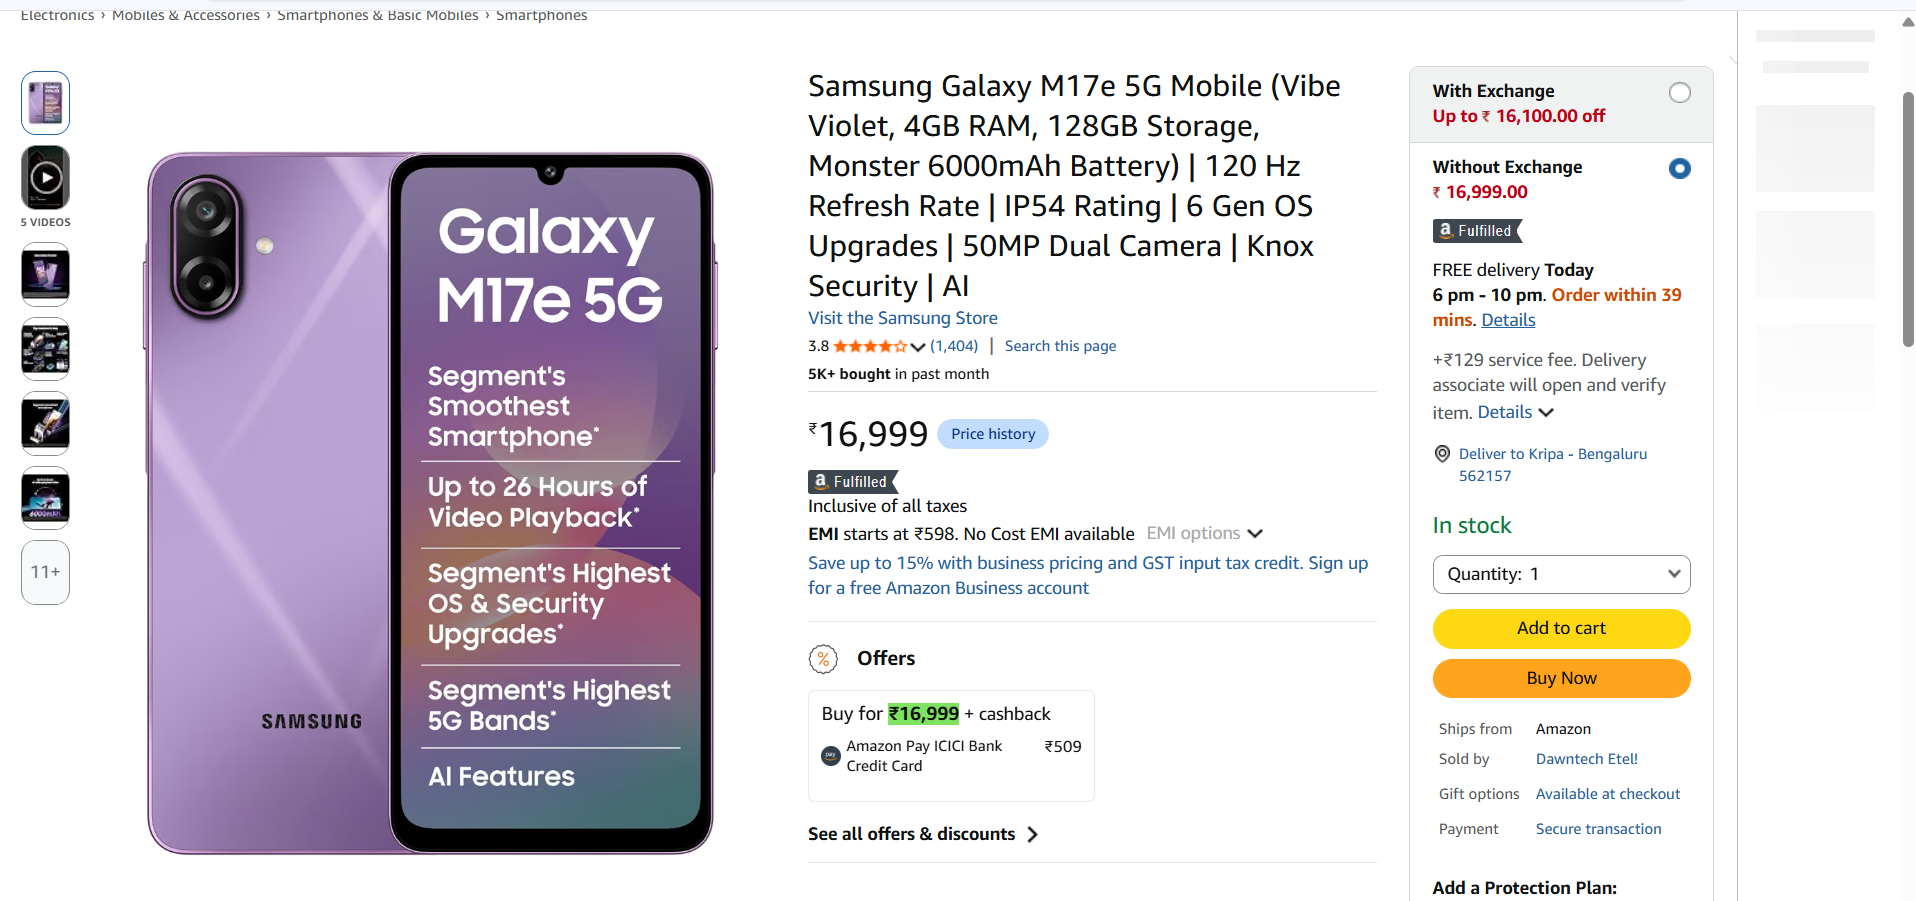 Electronics › Mobiles & Accessories › Smartphones & Basic Mobiles › Smartphones
5 VIDEOS
11+
Galaxy
M17e 5G
Segment's
Smoothest
Smartphone*
Up to 26 Hours of
Video Playback*
Segment's Highest
OS & Security
Upgrades*
Segment's Highest
5G Bands*
AI Features
SAMSUNG
Samsung Galaxy M17e 5G Mobile (Vibe
Violet, 4GB RAM, 128GB Storage,
Monster 6000mAh Battery) | 120 Hz
Refresh Rate | IP54 Rating | 6 Gen OS
Upgrades | 50MP Dual Camera | Knox
Security | AI
Visit the Samsung Store
3.8 (1,404) | Search this page
5K+ bought in past month
₹16,999 Price history
a Fulfilled
Inclusive of all taxes
EMI starts at ₹598. No Cost EMI available EMI options
Save up to 15% with business pricing and GST input tax credit. Sign up
for a free Amazon Business account
% Offers
Buy for ₹16,999 + cashback
pay Amazon Pay ICICI Bank ₹509
Credit Card
See all offers & discounts
With Exchange
Up to ₹ 16,100.00 off
Without Exchange
₹ 16,999.00
a Fulfilled
FREE delivery Today
6 pm - 10 pm. Order within 39
mins. Details
+₹129 service fee. Delivery
associate will open and verify
item. Details
Deliver to Kripa - Bengaluru
562157
In stock
Quantity: 1
Add to cart
Buy Now
Ships from Amazon
Sold by Dawntech Etel!
Gift options Available at checkout
Payment Secure transaction
Add a Protection Plan: